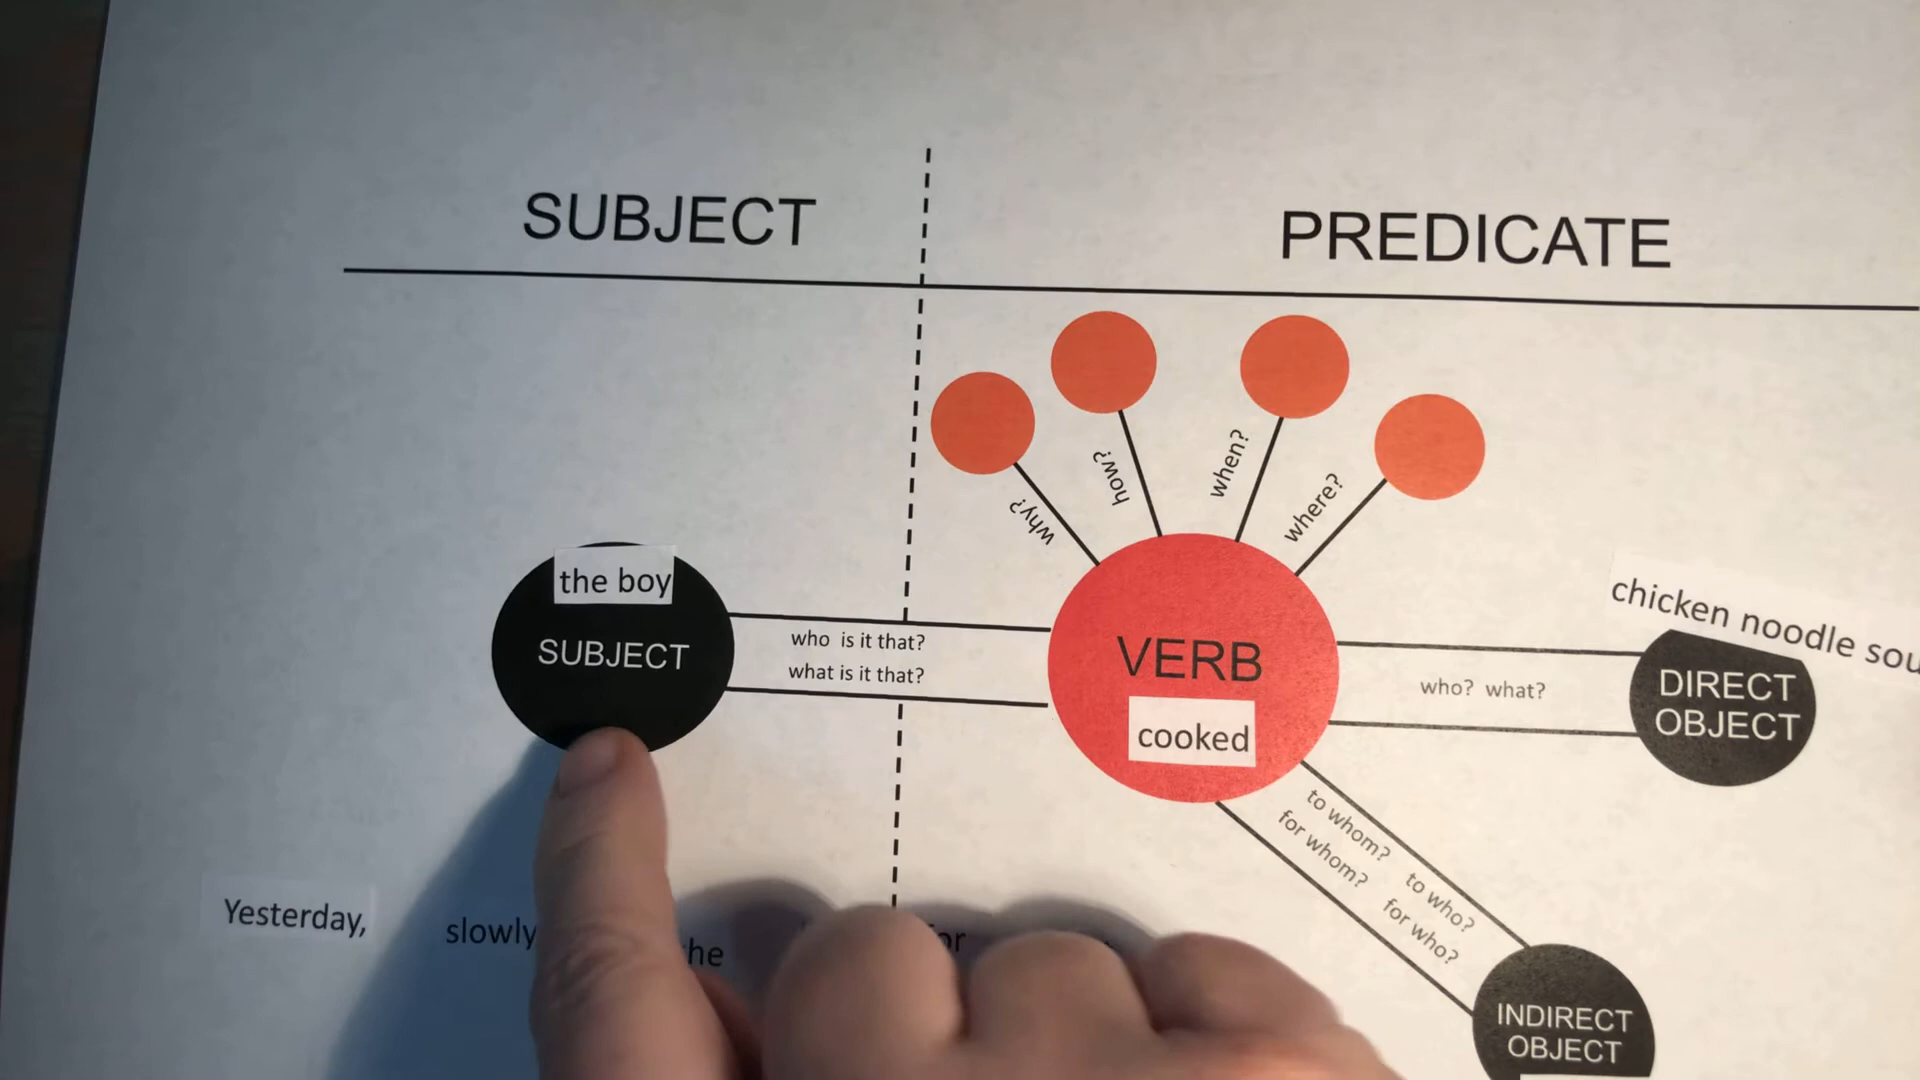 SUBJECT
PREDICATE
why?
how?
when?
where?
the boy
SUBJECT
who is it that?
what is it that?
VERB
cooked
who? what?
chicken noodle sou
DIRECT
OBJECT
to whom? to who?
for whom? for who?
Yesterday,
slowly
he
or
INDIRECT
OBJECT